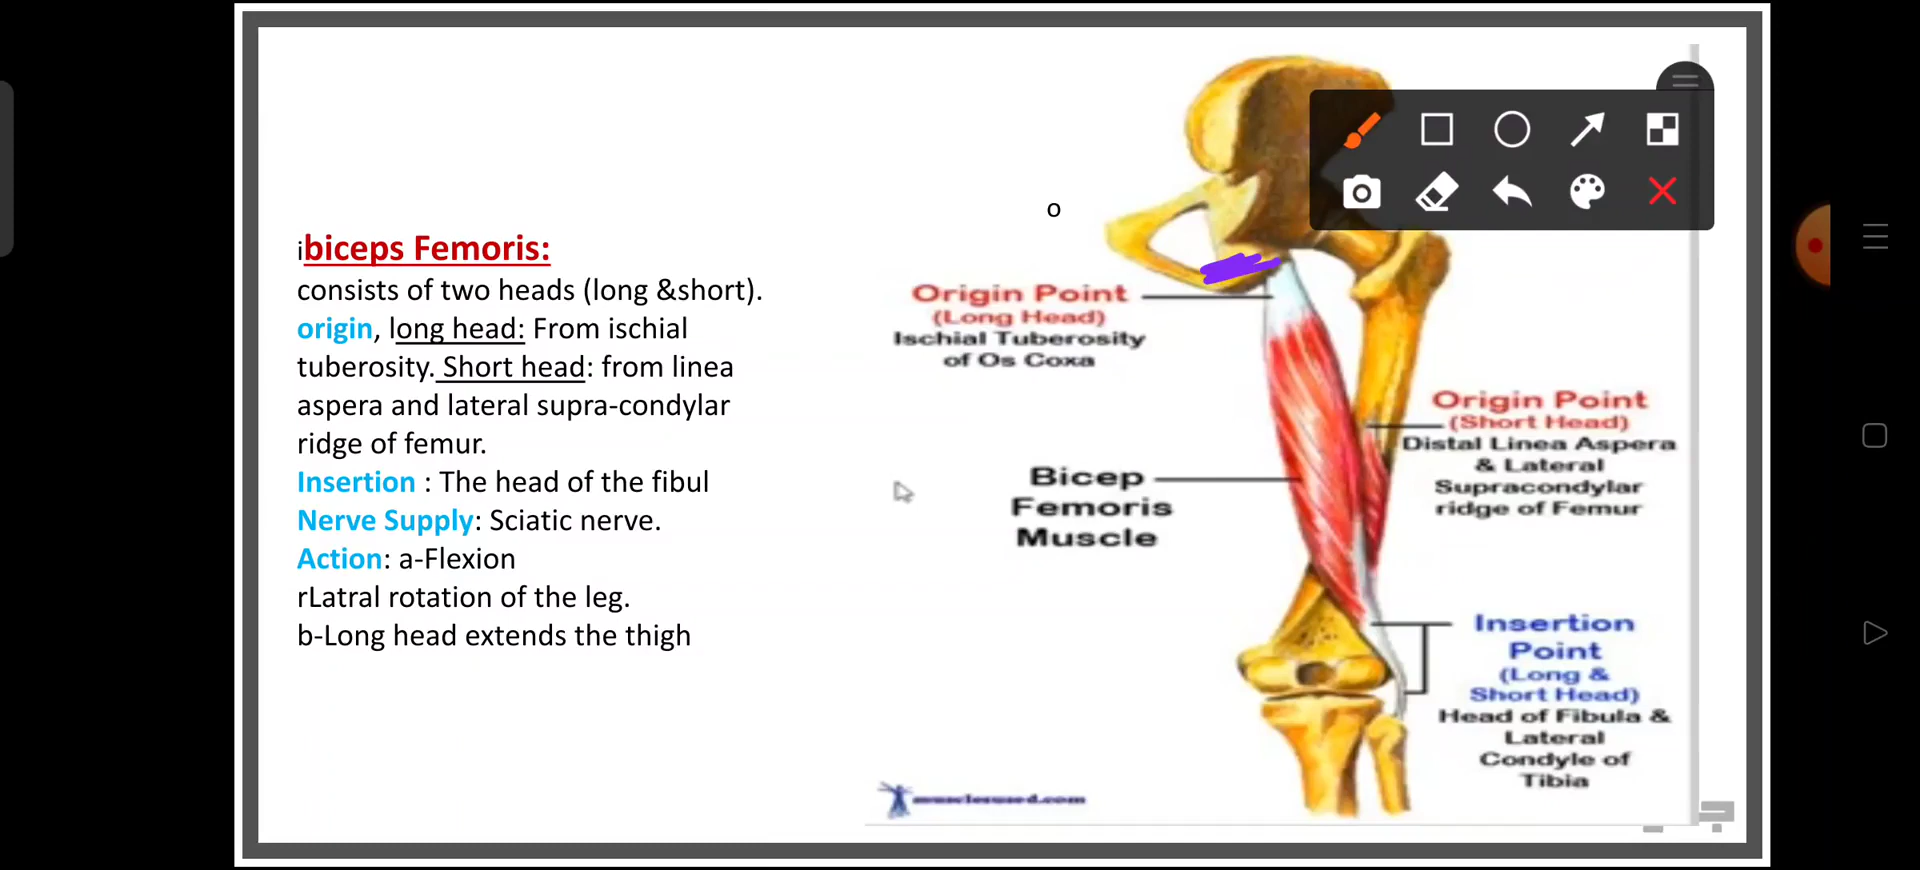 o
ibiceps Femoris:
consists of two heads (long &short).
origin, long head: From ischial
tuberosity. Short head: from linea
aspera and lateral supra-condylar
ridge of femur.
Insertion : The head of the fibul
Nerve Supply: Sciatic nerve.
Action: a-Flexion
rLatral rotation of the leg.
b-Long head extends the thigh
Origin Point
(Long Head)
Ischial Tuberosity
of Os Coxa
Origin Point
(Short Head)
Distal Linea Aspera
& Lateral
Supracondylar
ridge of Femur
Bicep
Femoris
Muscle
Insertion
Point
(Long &
Short Head)
Head of Fibula &
Lateral
Condyle of
Tibia
musclesused.com